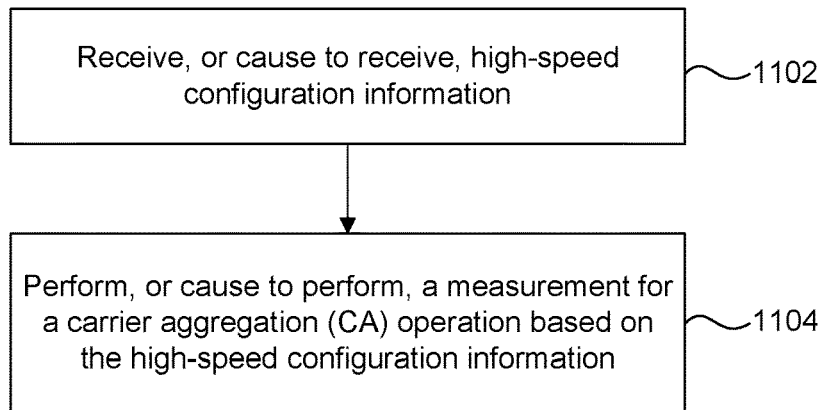 Receive, or cause to receive, high-speed
configuration information
1102
Perform, or cause to perform, a measurement for
a carrier aggregation (CA) operation based on
the high-speed configuration information
1104